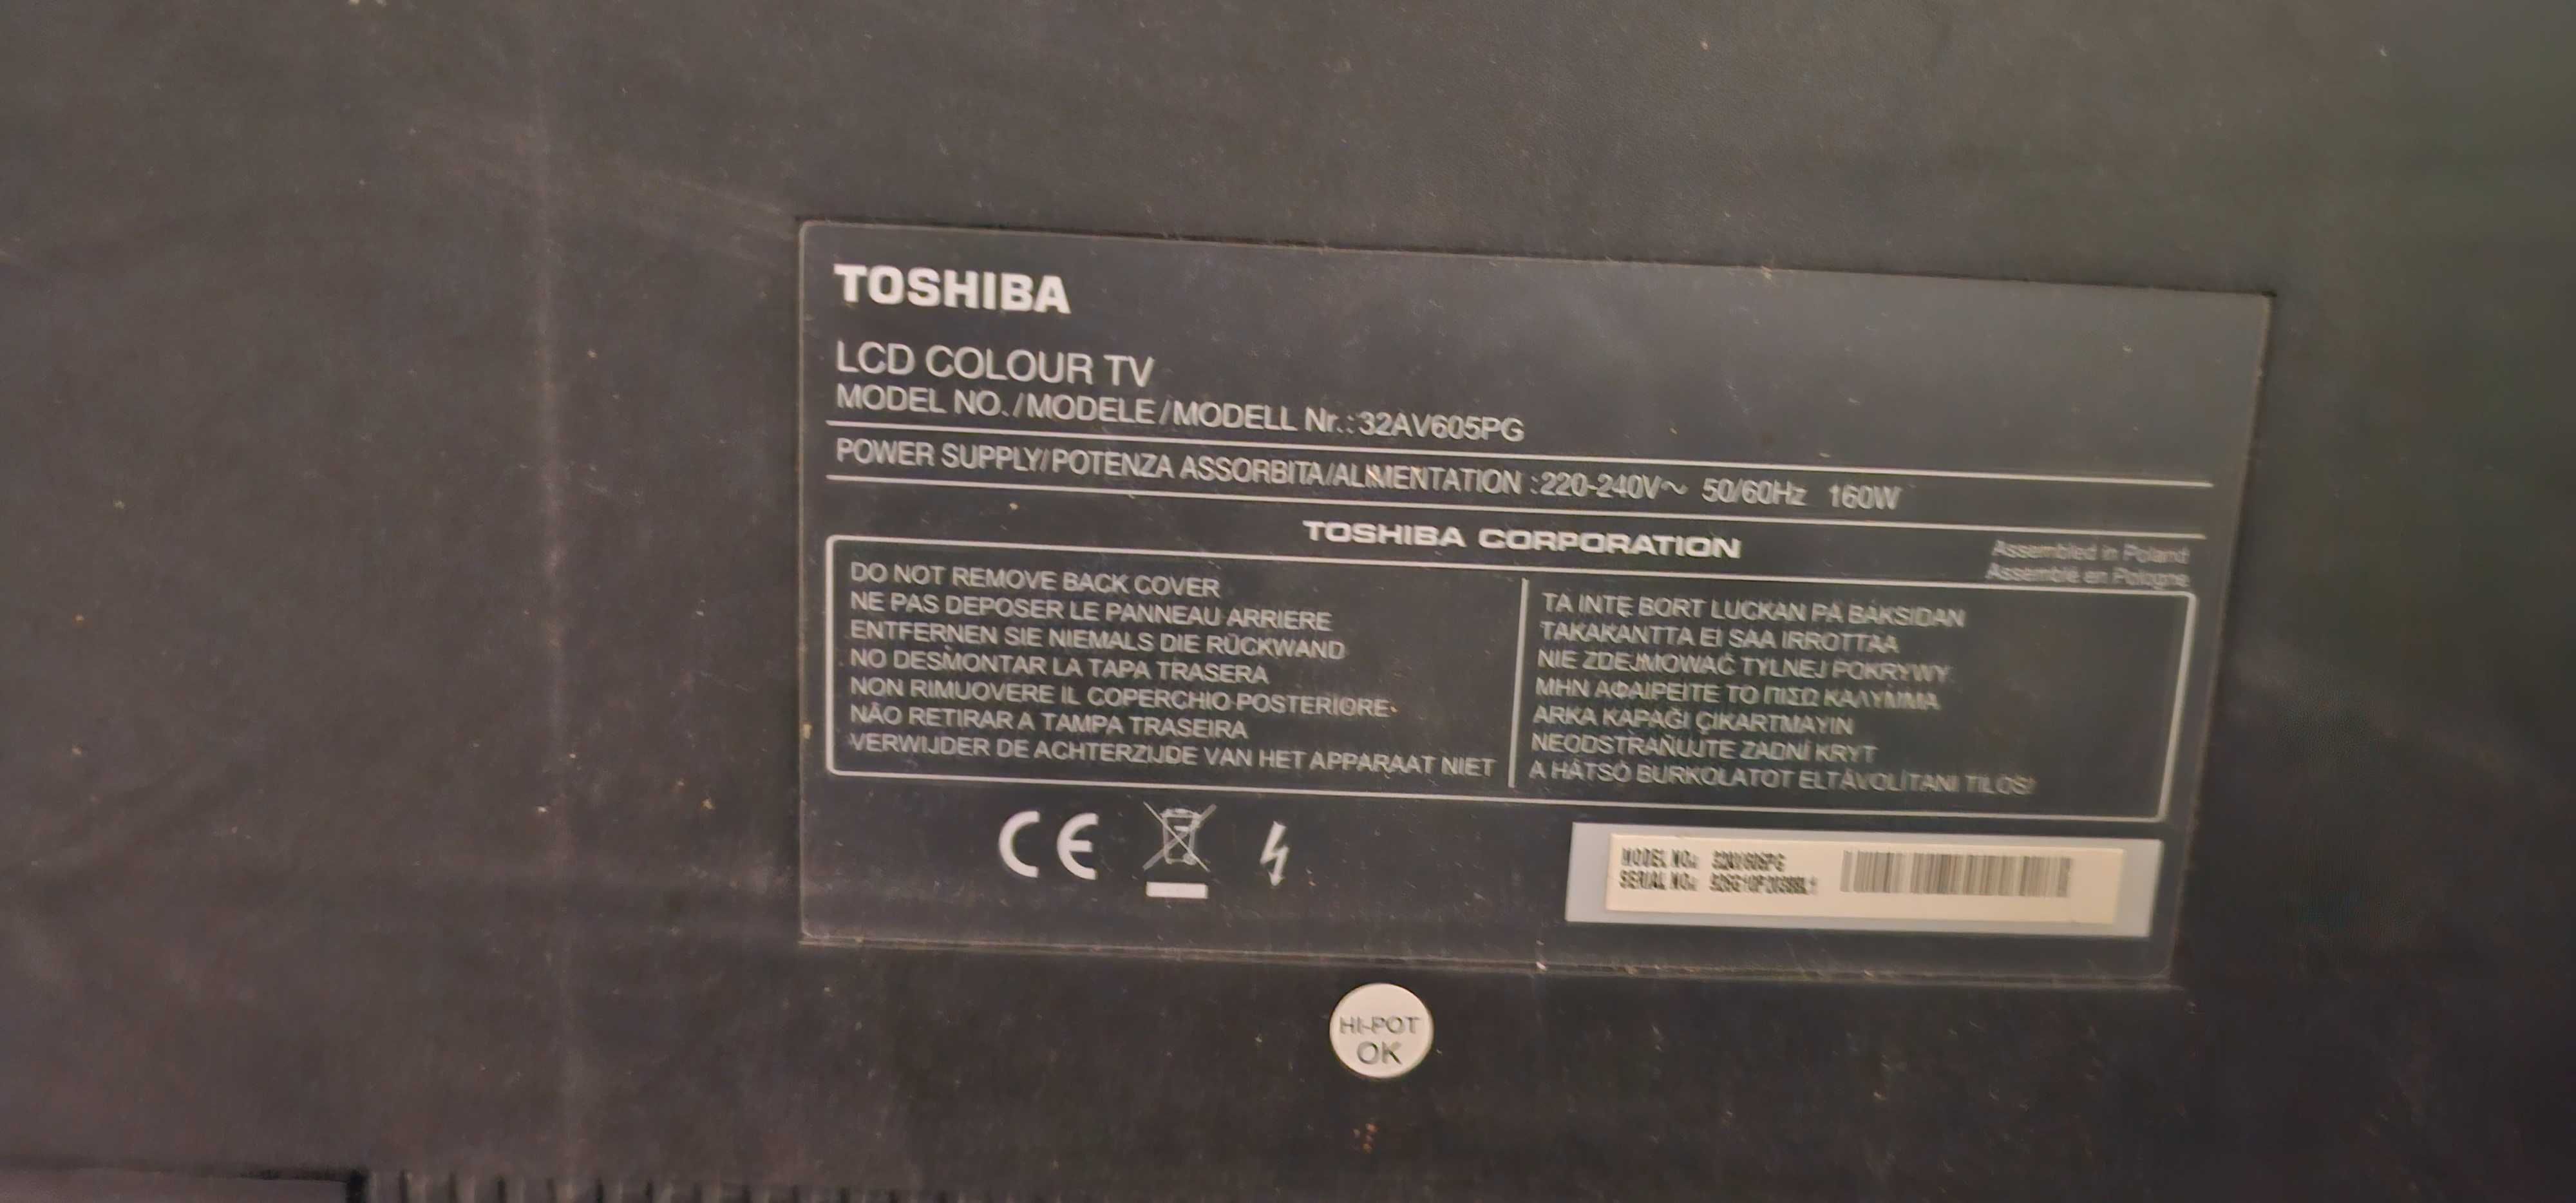 TOSHIBA
LCD COLOUR TV
MODEL NO./MODELE/MODELL Nr.:32AV605PG
POWER SUPPLY/POTENZA ASSORBITA/ALIMENTATION :220-240V~ 50/60Hz 160W
TOSHIBA CORPORATION
Assembled in Poland
Assemblé en Pologne
DO NOT REMOVE BACK COVER
NE PAS DEPOSER LE PANNEAU ARRIERE
ENTFERNEN SIE NIEMALS DIE RÜCKWAND
NO DESMONTAR LA TAPA TRASERA
NON RIMUOVERE IL COPERCHIO POSTERIORE
NÃO RETIRAR A TAMPA TRASEIRA
VERWIJDER DE ACHTERZIJDE VAN HET APPARAAT NIET
TA INTE BORT LUCKAN PÅ BAKSIDAN
TAKAKANTTA EI SAA IRROTTAA
NIE ZDEJMOWAĆ TYLNEJ POKRYWY
ΜΗΝ ΑΦΑΙΡΕΙΤΕ ΤΟ ΠΙΣΩ ΚΑΛΥΜΜΑ
ARKA KAPAĞI ÇIKARTMAYIN
NEODSTRAŇUJTE ZADNÍ KRYT
A HÁTSÓ BURKOLATOT ELTÁVOLÍTANI TILOS!
CE
MODEL NO.: 32AV605PG
SERIAL NO.:
HI-POT
OK